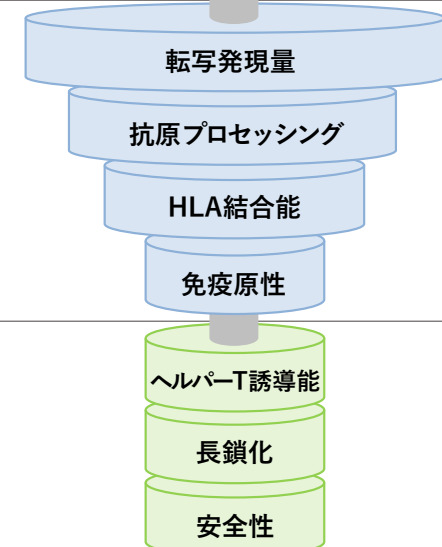 転写発現量
抗原プロセッシング
HLA結合能
免疫原性
ヘルパーT誘導能
長鎖化
安全性